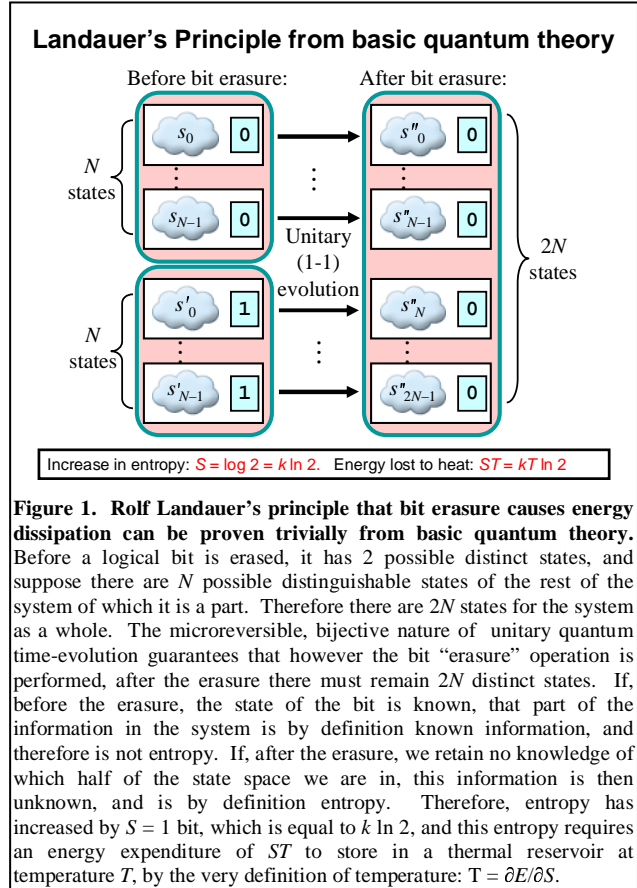 Landauer's Principle from basic quantum theory
Before bit erasure: After bit erasure:
s0 0 s″0 0
N
states
⋮ ⋮ ⋮
sN−1 0 s″N−1 0
Unitary
(1-1)
evolution
2N
states
s′0 1 s″N 0
N
states
⋮ ⋮ ⋮
s′N−1 1 s″2N−1 0
Increase in entropy: S = log 2 = k ln 2. Energy lost to heat: ST = kT ln 2
Figure 1. Rolf Landauer's principle that bit erasure causes energy
dissipation can be proven trivially from basic quantum theory.
Before a logical bit is erased, it has 2 possible distinct states, and
suppose there are N possible distinguishable states of the rest of the
system of which it is a part. Therefore there are 2N states for the system
as a whole. The microreversible, bijective nature of unitary quantum
time-evolution guarantees that however the bit “erasure” operation is
performed, after the erasure there must remain 2N distinct states. If,
before the erasure, the state of the bit is known, that part of the
information in the system is by definition known information, and
therefore is not entropy. If, after the erasure, we retain no knowledge of
which half of the state space we are in, this information is then
unknown, and is by definition entropy. Therefore, entropy has
increased by S = 1 bit, which is equal to k ln 2, and this entropy requires
an energy expenditure of ST to store in a thermal reservoir at
temperature T, by the very definition of temperature: T = ∂E/∂S.